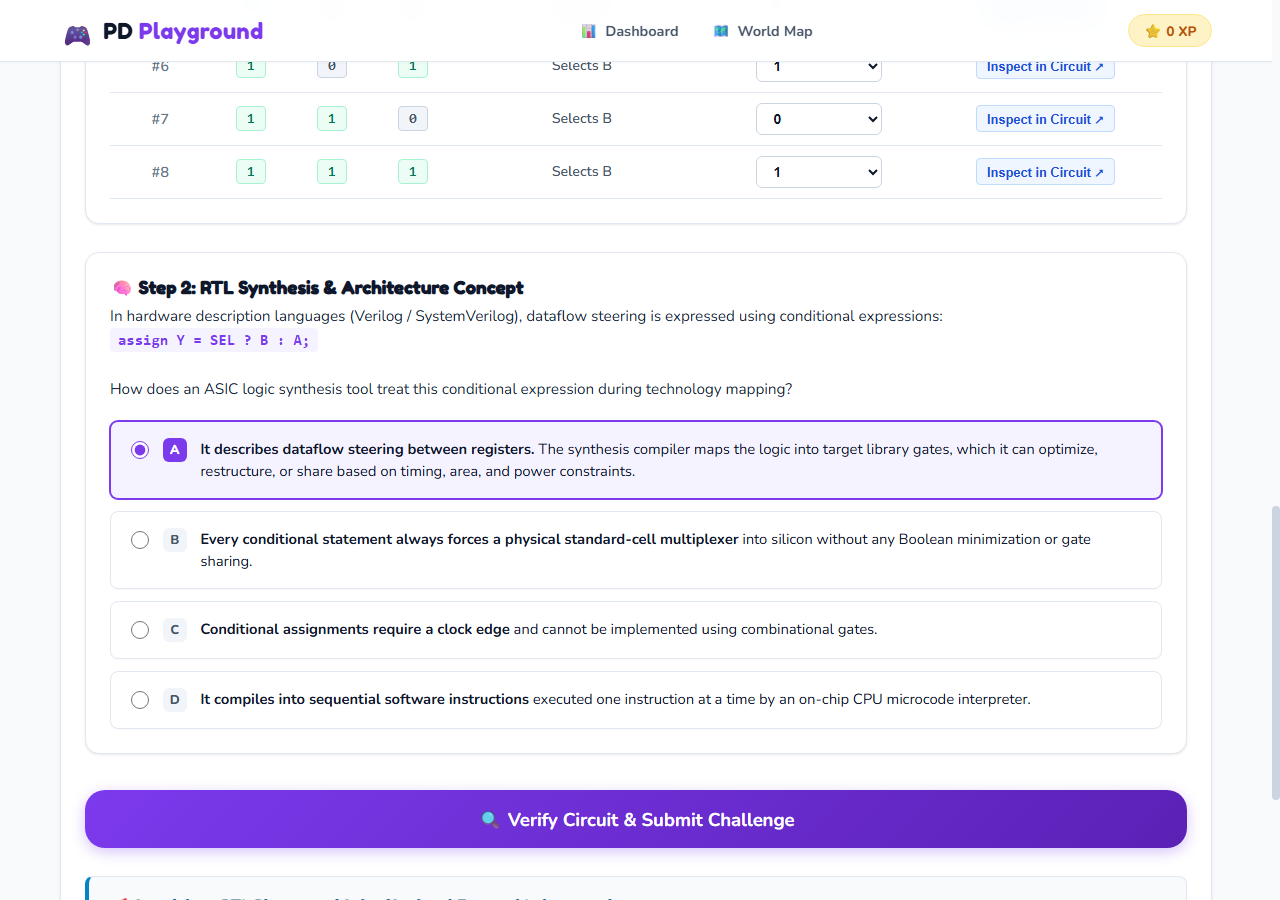 PD Playground
Dashboard
World Map
0 XP
#6 1 0 1 Selects B 1 Inspect in Circuit ↗
#7 1 1 0 Selects B 0 Inspect in Circuit ↗
#8 1 1 1 Selects B 1 Inspect in Circuit ↗
Step 2: RTL Synthesis & Architecture Concept
In hardware description languages (Verilog / SystemVerilog), dataflow steering is expressed using conditional expressions:
assign Y = SEL ? B : A;
How does an ASIC logic synthesis tool treat this conditional expression during technology mapping?
A It describes dataflow steering between registers. The synthesis compiler maps the logic into target library gates, which it can optimize,
restructure, or share based on timing, area, and power constraints.
B Every conditional statement always forces a physical standard-cell multiplexer into silicon without any Boolean minimization or gate
sharing.
C Conditional assignments require a clock edge and cannot be implemented using combinational gates.
D It compiles into sequential software instructions executed one instruction at a time by an on-chip CPU microcode interpreter.
Verify Circuit & Submit Challenge